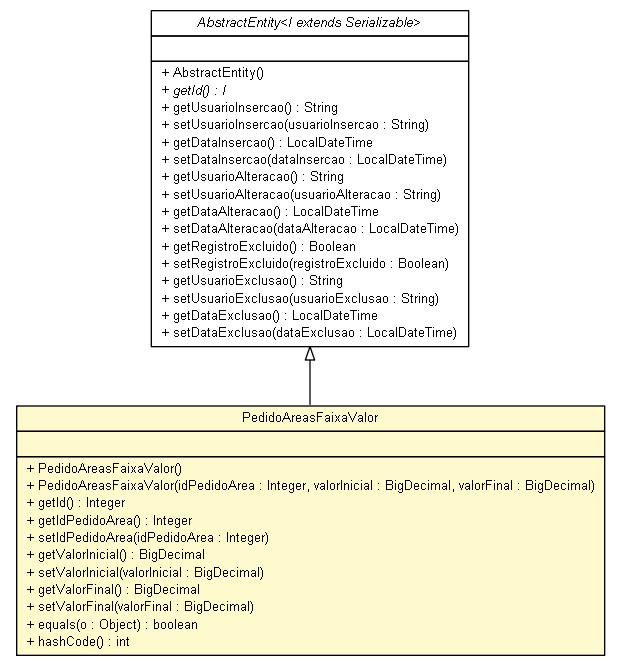 AbstractEntity<I extends Serializable>
+ AbstractEntity()
+ getId() : I
+ getUsuarioInsercao() : String
+ setUsuarioInsercao(usuarioInsercao : String)
+ getDataInsercao() : LocalDateTime
+ setDataInsercao(dataInsercao : LocalDateTime)
+ getUsuarioAlteracao() : String
+ setUsuarioAlteracao(usuarioAlteracao : String)
+ getDataAlteracao() : LocalDateTime
+ setDataAlteracao(dataAlteracao : LocalDateTime)
+ getRegistroExcluido() : Boolean
+ setRegistroExcluido(registroExcluido : Boolean)
+ getUsuarioExclusao() : String
+ setUsuarioExclusao(usuarioExclusao : String)
+ getDataExclusao() : LocalDateTime
+ setDataExclusao(dataExclusao : LocalDateTime)
PedidoAreasFaixaValor
+ PedidoAreasFaixaValor()
+ PedidoAreasFaixaValor(idPedidoArea : Integer, valorInicial : BigDecimal, valorFinal : BigDecimal)
+ getId() : Integer
+ getIdPedidoArea() : Integer
+ setIdPedidoArea(idPedidoArea : Integer)
+ getValorInicial() : BigDecimal
+ setValorInicial(valorInicial : BigDecimal)
+ getValorFinal() : BigDecimal
+ setValorFinal(valorFinal : BigDecimal)
+ equals(o : Object) : boolean
+ hashCode() : int